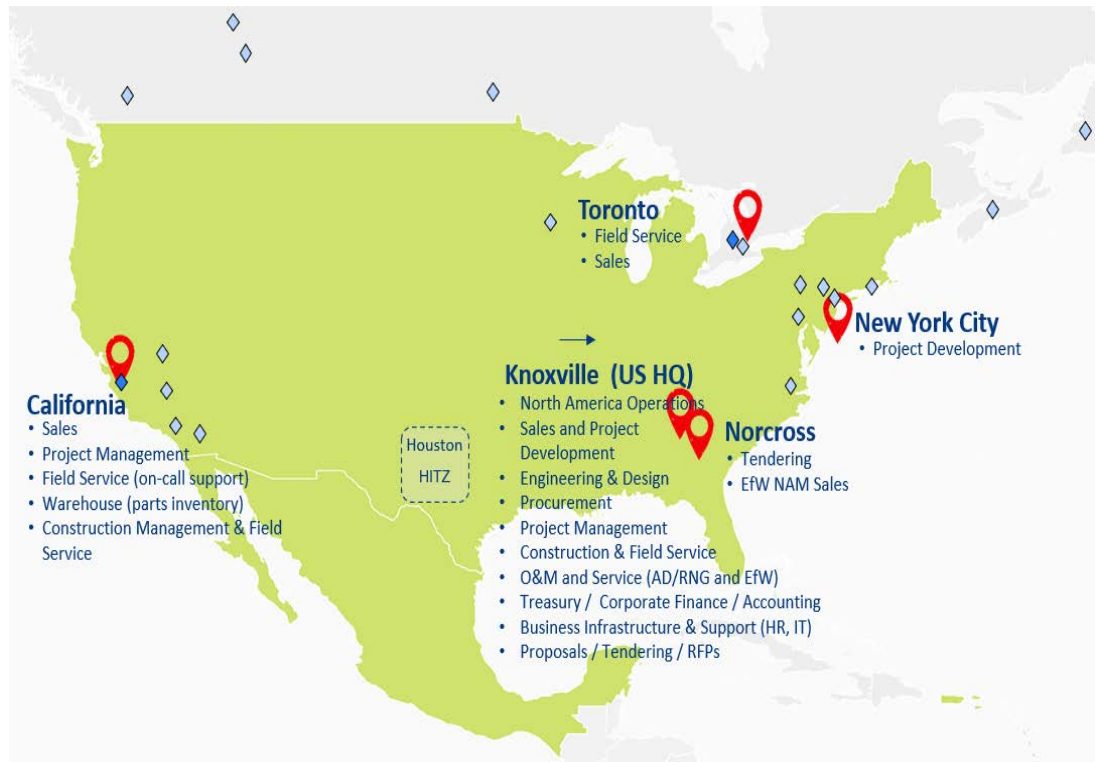 Toronto
• Field Service
• Sales
New York City
• Project Development
Knoxville (US HQ)
• North America Operations
• Sales and Project
Development
• Engineering & Design
• Procurement
• Project Management
• Construction & Field Service
• O&M and Service (AD/RNG and EfW)
• Treasury / Corporate Finance / Accounting
• Business Infrastructure & Support (HR, IT)
• Proposals / Tendering / RFPs
California
• Sales
• Project Management
• Field Service (on-call support)
• Warehouse (parts inventory)
• Construction Management & Field
Service
Houston
HITZ
Norcross
• Tendering
• EfW NAM Sales